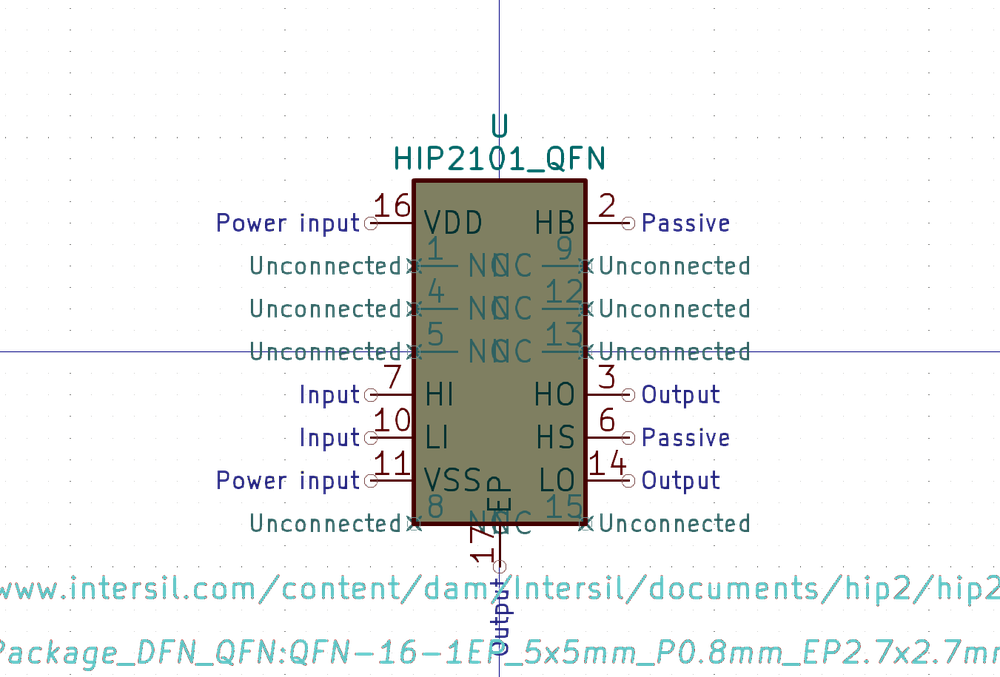 U
HIP2101_QFN
Power input 16 VDD HB 2 Passive
Unconnected 1 NC NC 9 Unconnected
Unconnected 4 NC NC 12 Unconnected
Unconnected 5 NC NC 13 Unconnected
Input 7 HI HO 3 Output
Input 10 LI HS 6 Passive
Power input 11 VSS LO 14 Output
Unconnected 8 NC NC 15 Unconnected
EP
17
Output
www.intersil.com/content/dam/Intersil/documents/hip2/hip2
Package_DFN_QFN:QFN-16-1EP_5x5mm_P0.8mm_EP2.7x2.7mm